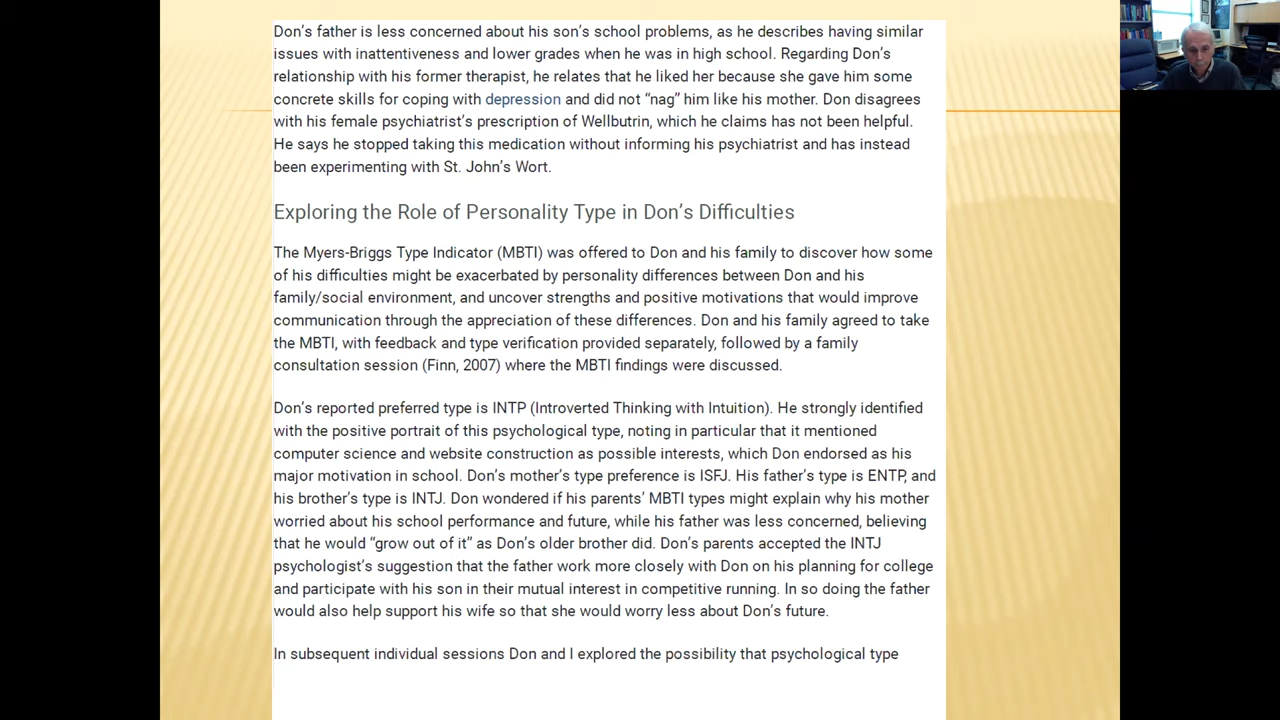 Don’s father is less concerned about his son’s school problems, as he describes having similar
issues with inattentiveness and lower grades when he was in high school. Regarding Don’s
relationship with his former therapist, he relates that he liked her because she gave him some
concrete skills for coping with depression and did not “nag” him like his mother. Don disagrees
with his female psychiatrist’s prescription of Wellbutrin, which he claims has not been helpful.
He says he stopped taking this medication without informing his psychiatrist and has instead
been experimenting with St. John’s Wort.
Exploring the Role of Personality Type in Don’s Difficulties
The Myers-Briggs Type Indicator (MBTI) was offered to Don and his family to discover how some
of his difficulties might be exacerbated by personality differences between Don and his
family/social environment, and uncover strengths and positive motivations that would improve
communication through the appreciation of these differences. Don and his family agreed to take
the MBTI, with feedback and type verification provided separately, followed by a family
consultation session (Finn, 2007) where the MBTI findings were discussed.
Don’s reported preferred type is INTP (Introverted Thinking with Intuition). He strongly identified
with the positive portrait of this psychological type, noting in particular that it mentioned
computer science and website construction as possible interests, which Don endorsed as his
major motivation in school. Don’s mother’s type preference is ISFJ. His father’s type is ENTP, and
his brother’s type is INTJ. Don wondered if his parents’ MBTI types might explain why his mother
worried about his school performance and future, while his father was less concerned, believing
that he would “grow out of it” as Don’s older brother did. Don’s parents accepted the INTJ
psychologist’s suggestion that the father work more closely with Don on his planning for college
and participate with his son in their mutual interest in competitive running. In so doing the father
would also help support his wife so that she would worry less about Don’s future.
In subsequent individual sessions Don and I explored the possibility that psychological type